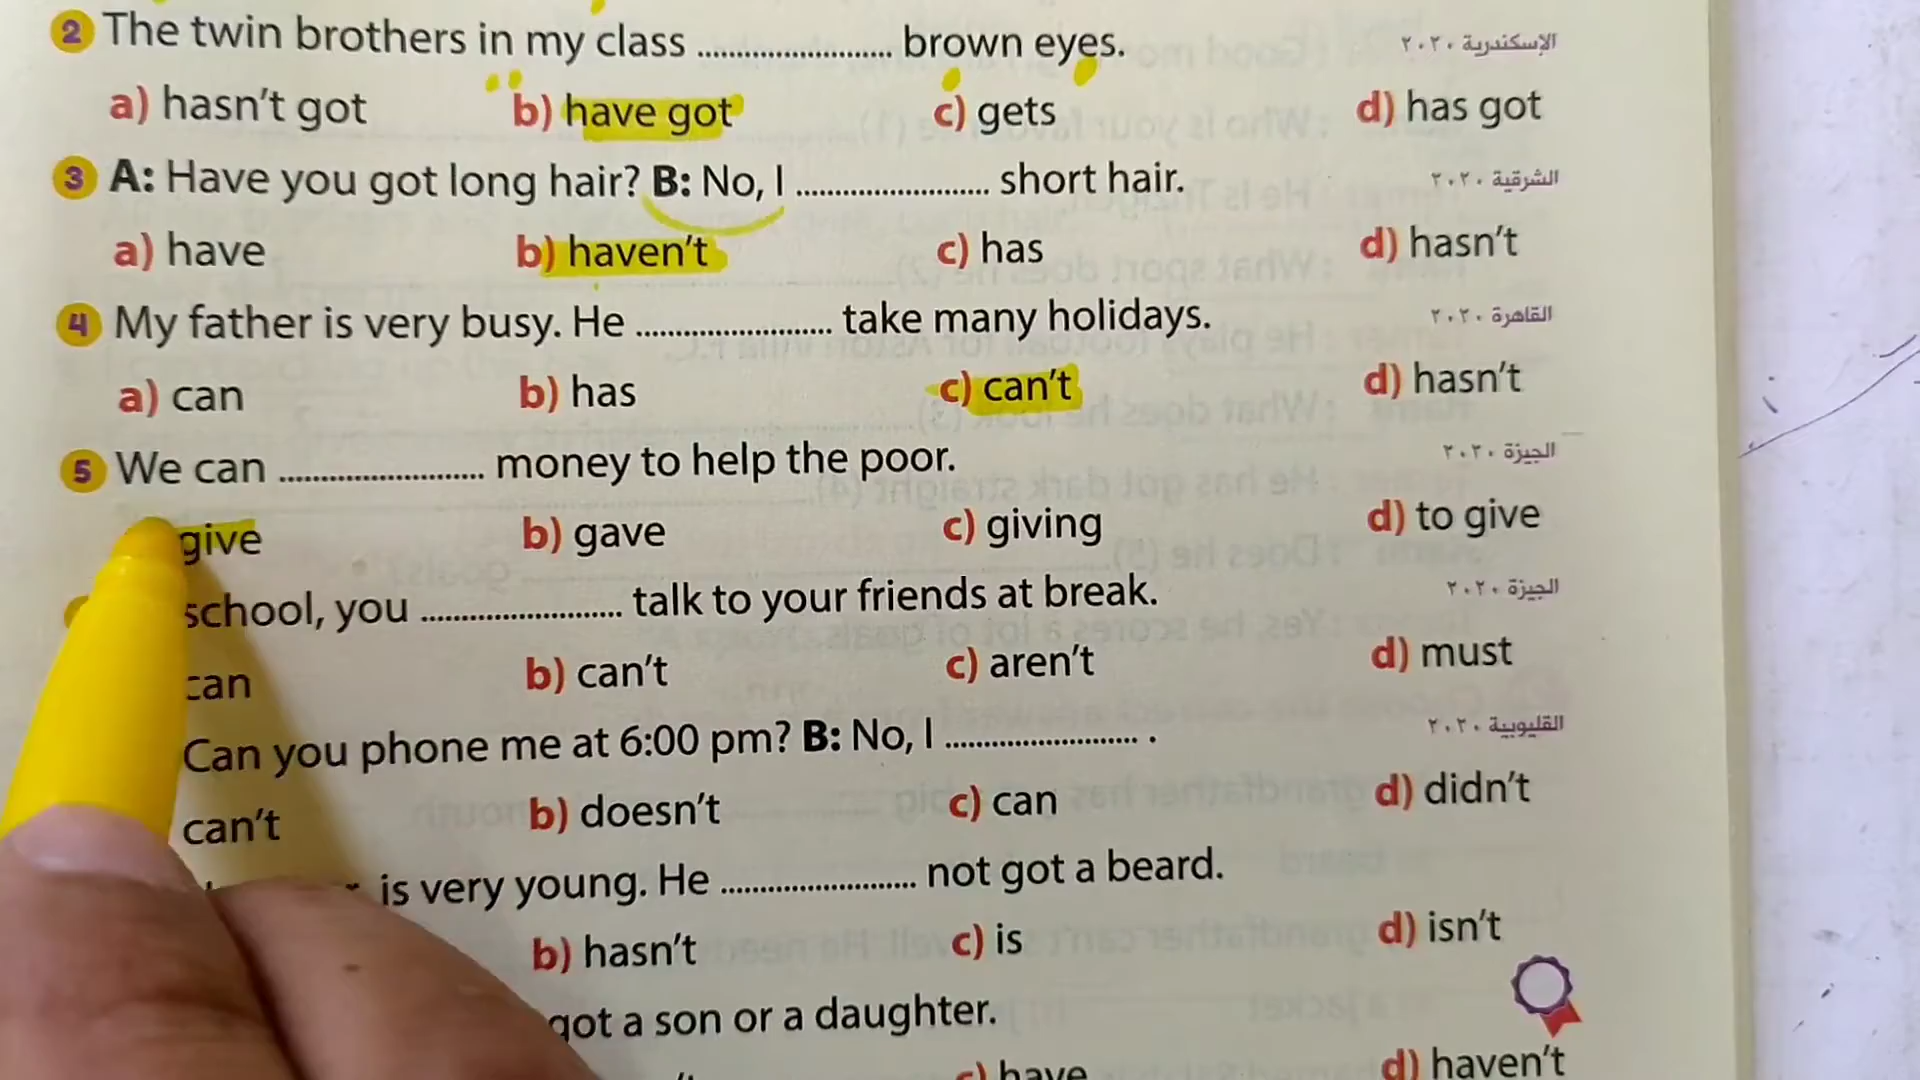 2 The twin brothers in my class ........................ brown eyes. الإسكندرية ٢٠٢٠
a) hasn't got b) have got c) gets d) has got
3 A: Have you got long hair? B: No, I ........................ short hair. الشرقية ٢٠٢٠
a) have b) haven't c) has d) hasn't
4 My father is very busy. He ........................ take many holidays. القاهرة ٢٠٢٠
a) can b) has c) can't d) hasn't
5 We can ........................ money to help the poor. الجيزة ٢٠٢٠
give b) gave c) giving d) to give
school, you ........................ talk to your friends at break. الجيزة ٢٠٢٠
can b) can't c) aren't d) must
Can you phone me at 6:00 pm? B: No, I ........................ . القليوبية ٢٠٢٠
can't b) doesn't c) can d) didn't
is very young. He ........................ not got a beard.
b) hasn't c) is d) isn't
got a son or a daughter.
c) have d) haven't